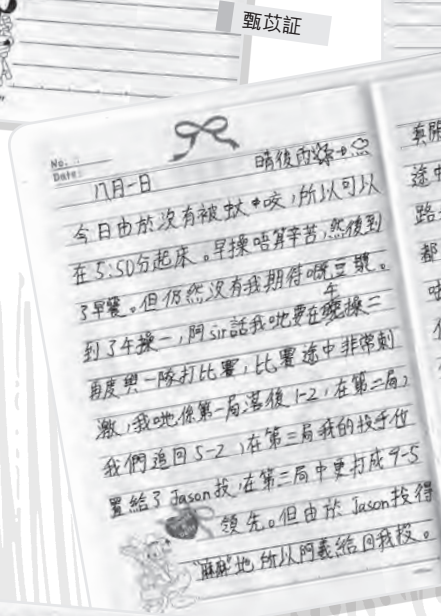 甄苡証
No. :
Date :
八月一日 晴後雨
今日由於沒有被蚊咬，所以可以
在5:50分起床。早操唔算辛苦，然後到
了早餐。但仍然沒有我期待嘅豆漿。
到了午操一，阿sir話我哋要在午操二
再度與一隊打比賽，比賽途中非常刺
激，我哋係第一局落後1-2，在第二局，
我們追回5-2，在第三局我的投手位
置給了Jason投，在第三局中更打成9-5
領先。但由於Jason投得
"麻麻"地所以阿義給回我投。
途中
路
都